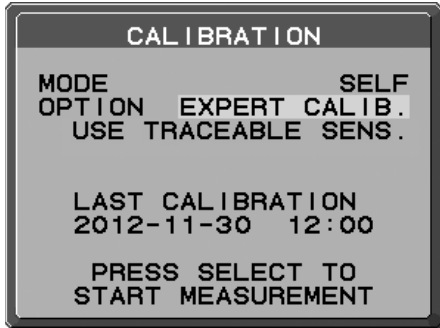 CALIBRATION
MODE SELF
OPTION EXPERT CALIB.
USE TRACEABLE SENS.
LAST CALIBRATION
2012-11-30 12:00
PRESS SELECT TO
START MEASUREMENT